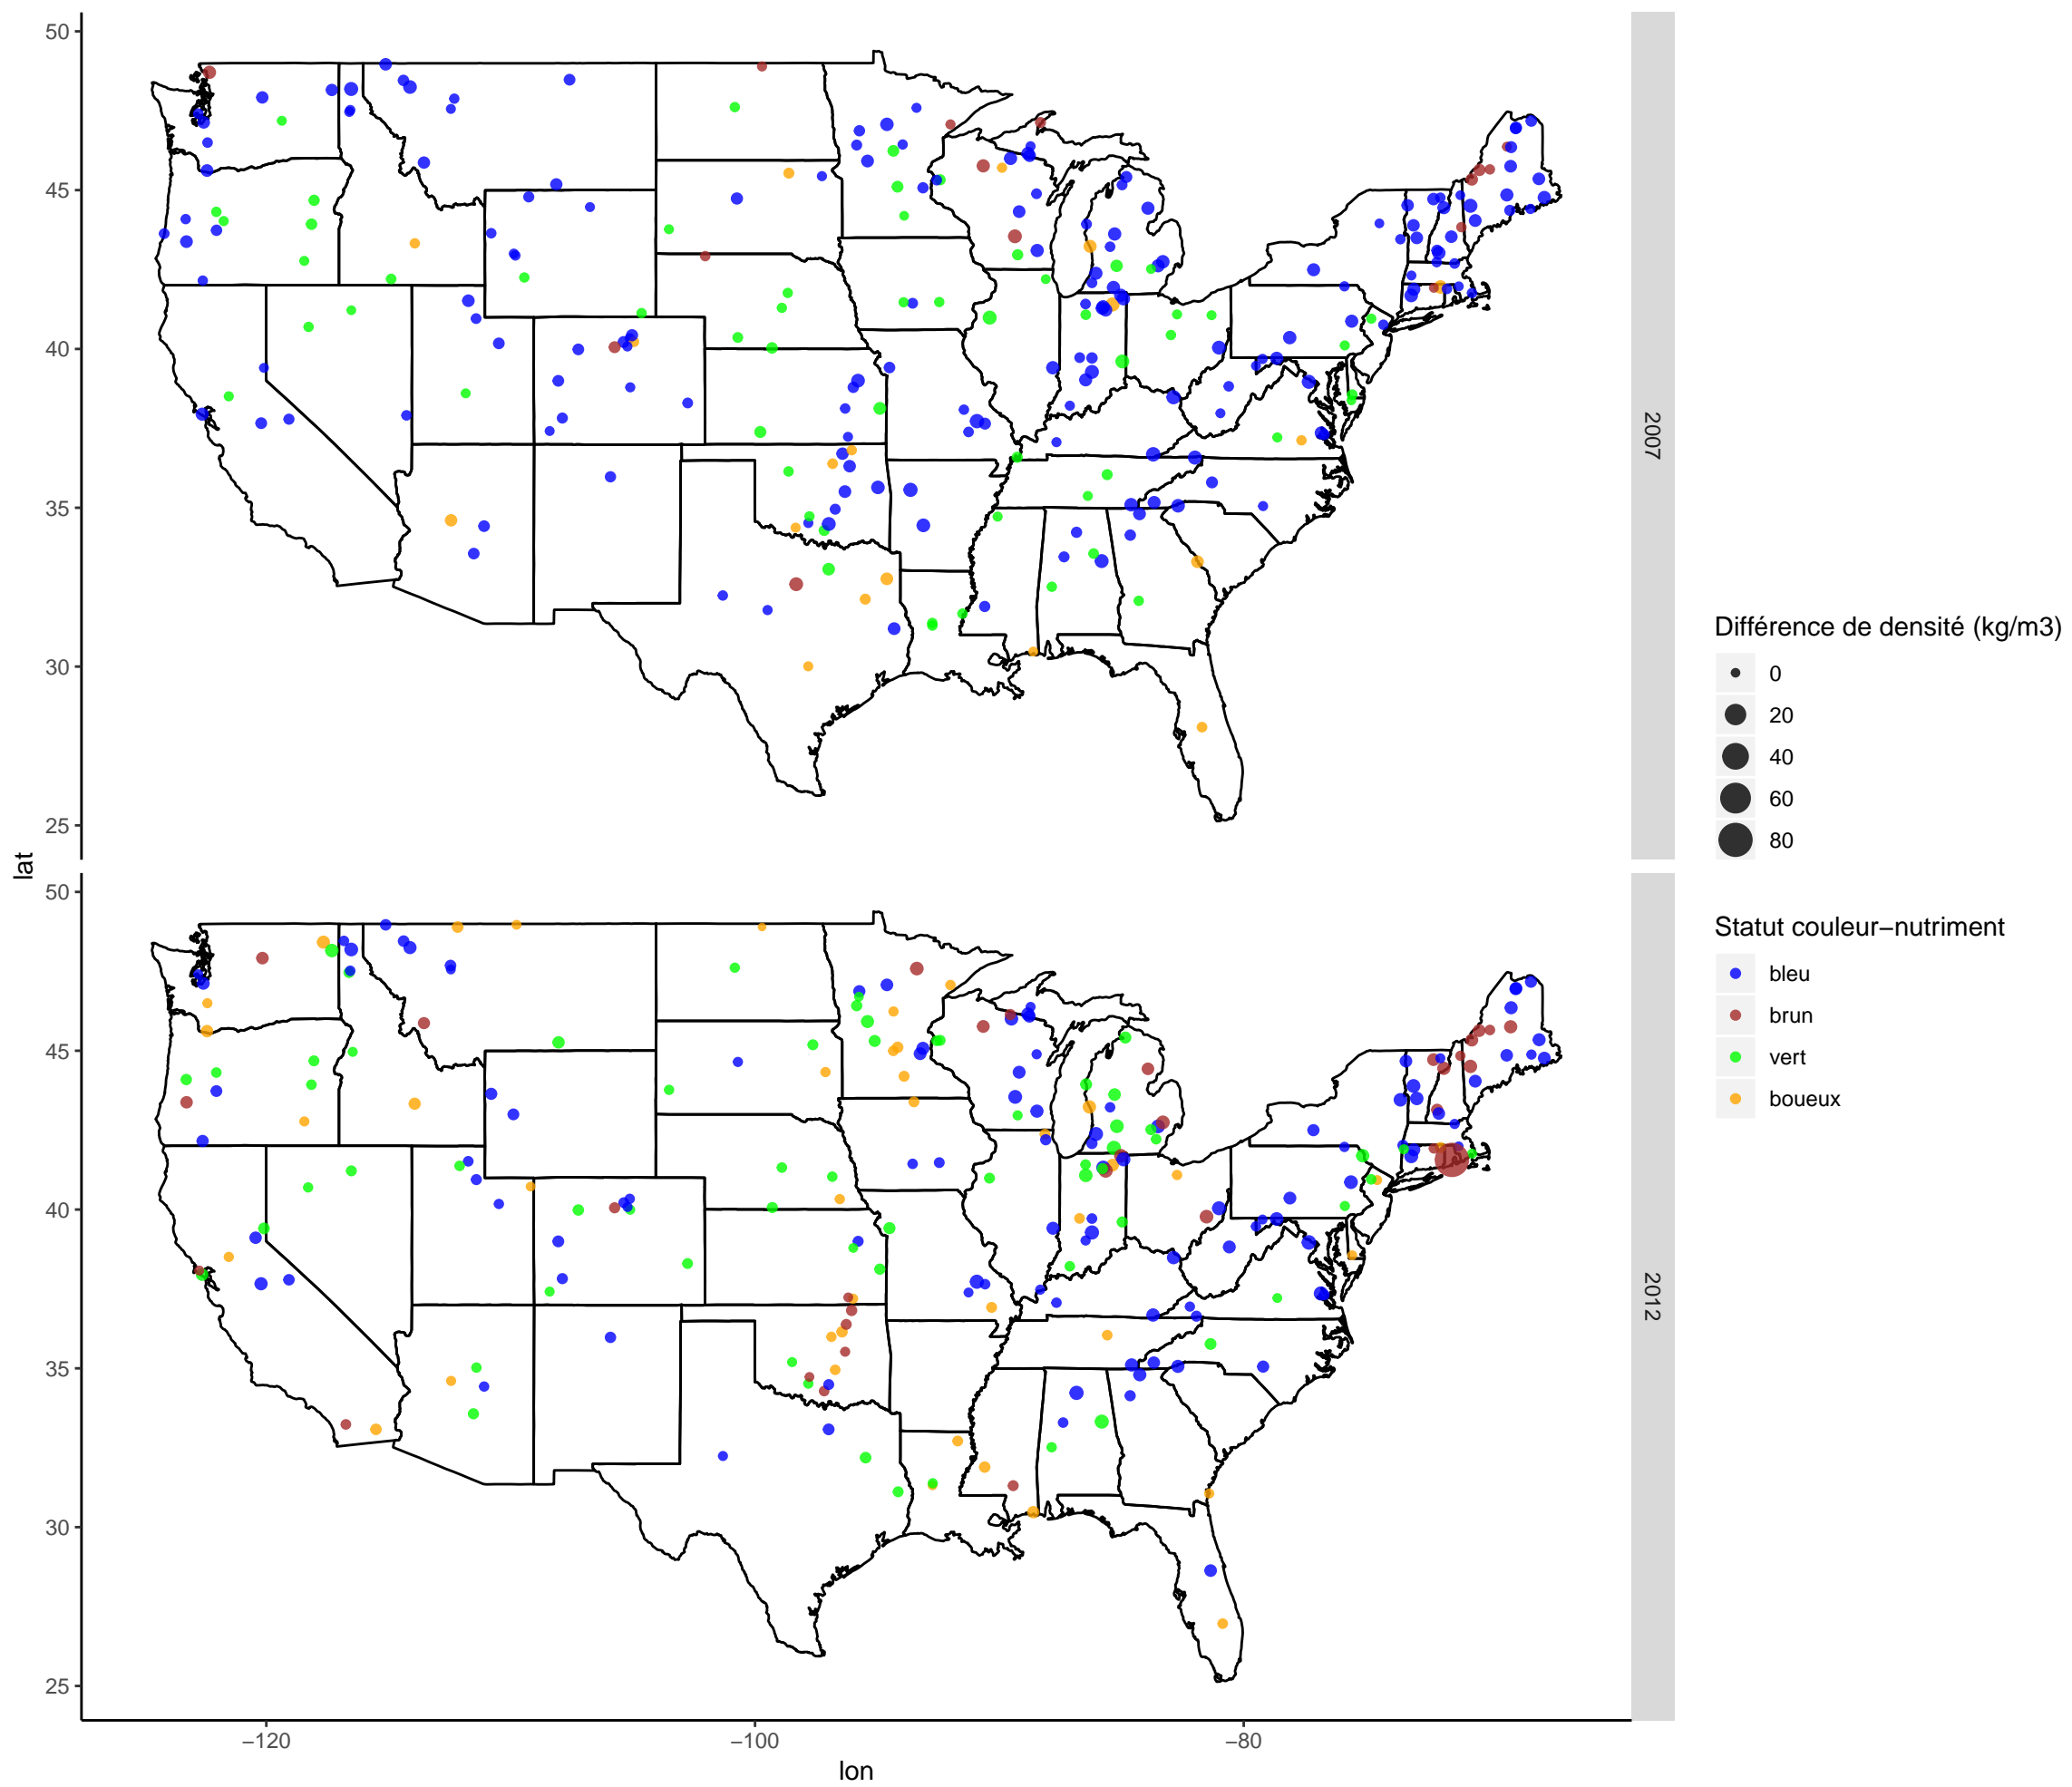 50
45
40
35
30
25
2007
50
45
40
35
30
25
2012
lat
−120
−100
−80
lon
Différence de densité (kg/m3)
0
20
40
60
80
Statut couleur−nutriment
bleu
brun
vert
boueux